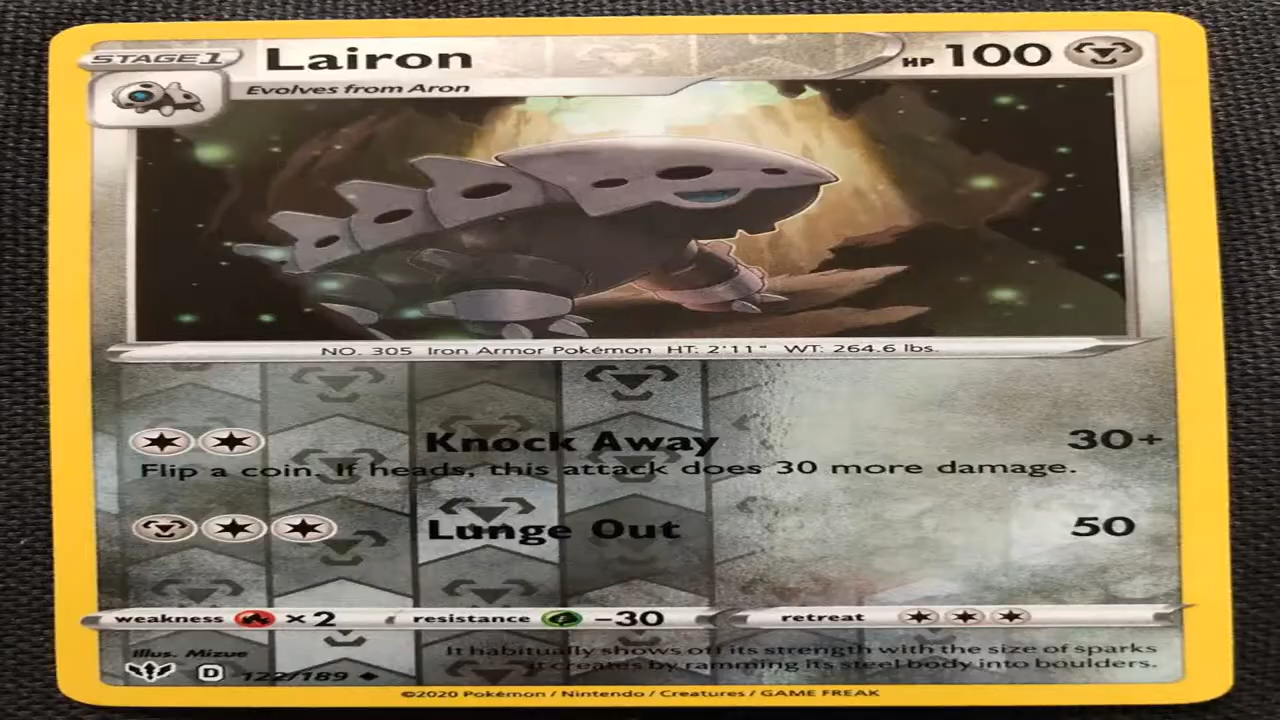 STAGE 1 Lairon HP 100
Evolves from Aron
NO. 305 Iron Armor Pokémon HT: 2'11" WT: 264.6 lbs.
Knock Away 30+
Flip a coin. If heads, this attack does 30 more damage.
Lunge Out 50
weakness ×2 resistance -30 retreat
Illus. Mizue
It habitually shows off its strength with the size of sparks
it creates by ramming its steel body into boulders.
D 122/189
©2020 Pokémon / Nintendo / Creatures / GAME FREAK